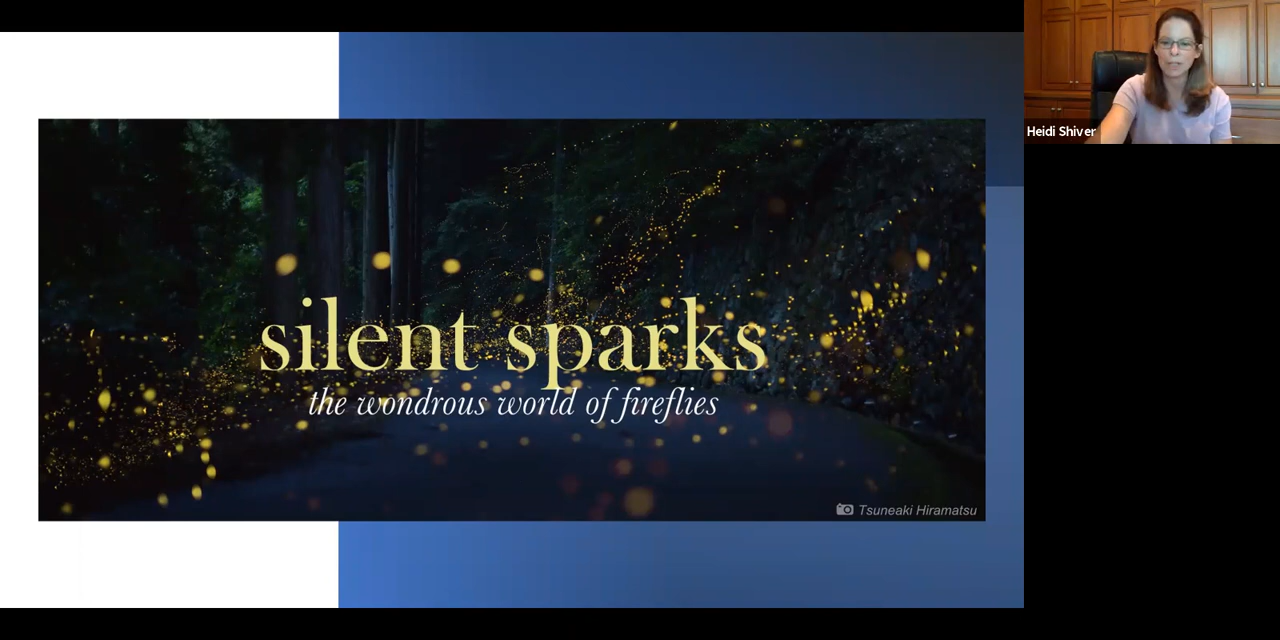 silent sparks
the wondrous world of fireflies
Tsuneaki Hiramatsu
Heidi Shiver